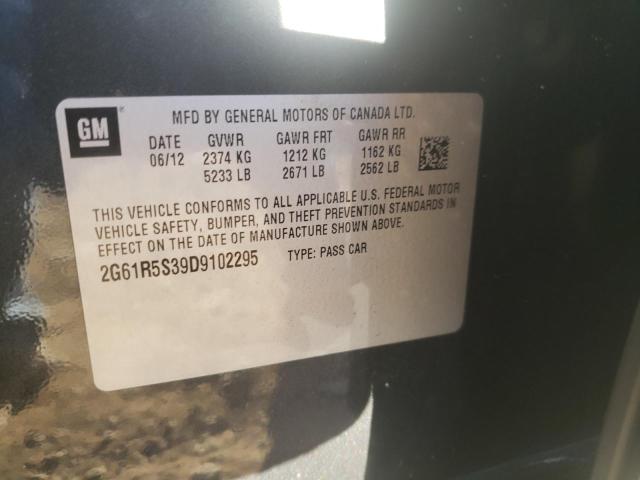 GM
MFD BY GENERAL MOTORS OF CANADA LTD.
DATE GVWR GAWR FRT GAWR RR
06/12 2374 KG 1212 KG 1162 KG
5233 LB 2671 LB 2562 LB
THIS VEHICLE CONFORMS TO ALL APPLICABLE U.S. FEDERAL MOTOR
VEHICLE SAFETY, BUMPER, AND THEFT PREVENTION STANDARDS IN
EFFECT ON THE DATE OF MANUFACTURE SHOWN ABOVE.
2G61R5S39D9102295 TYPE: PASS CAR